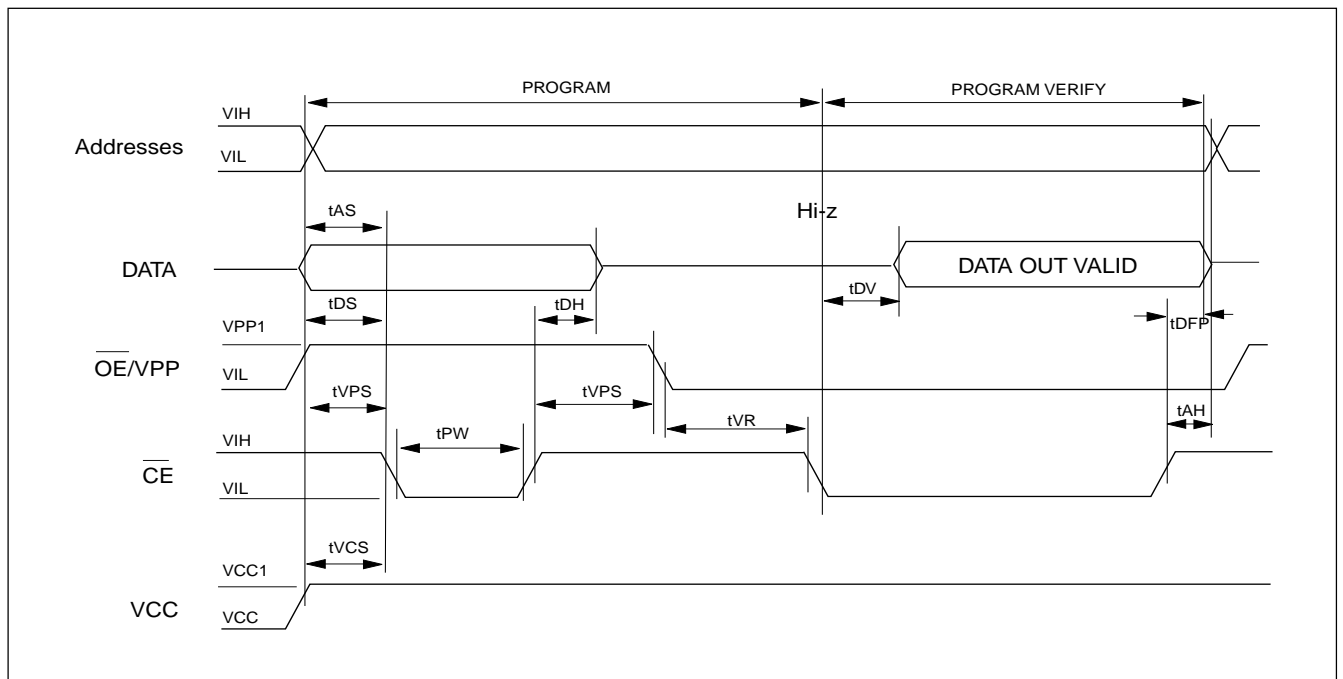 PROGRAM
PROGRAM VERIFY
VIH
Addresses
VIL
tAS
Hi-z
DATA
DATA OUT VALID
tDS
tDH
tDV
VPP1
tDFP
OE/VPP
VIL
tVPS
tVPS
tAH
tPW
tVR
VIH
CE
VIL
tVCS
VCC1
VCC
VCC